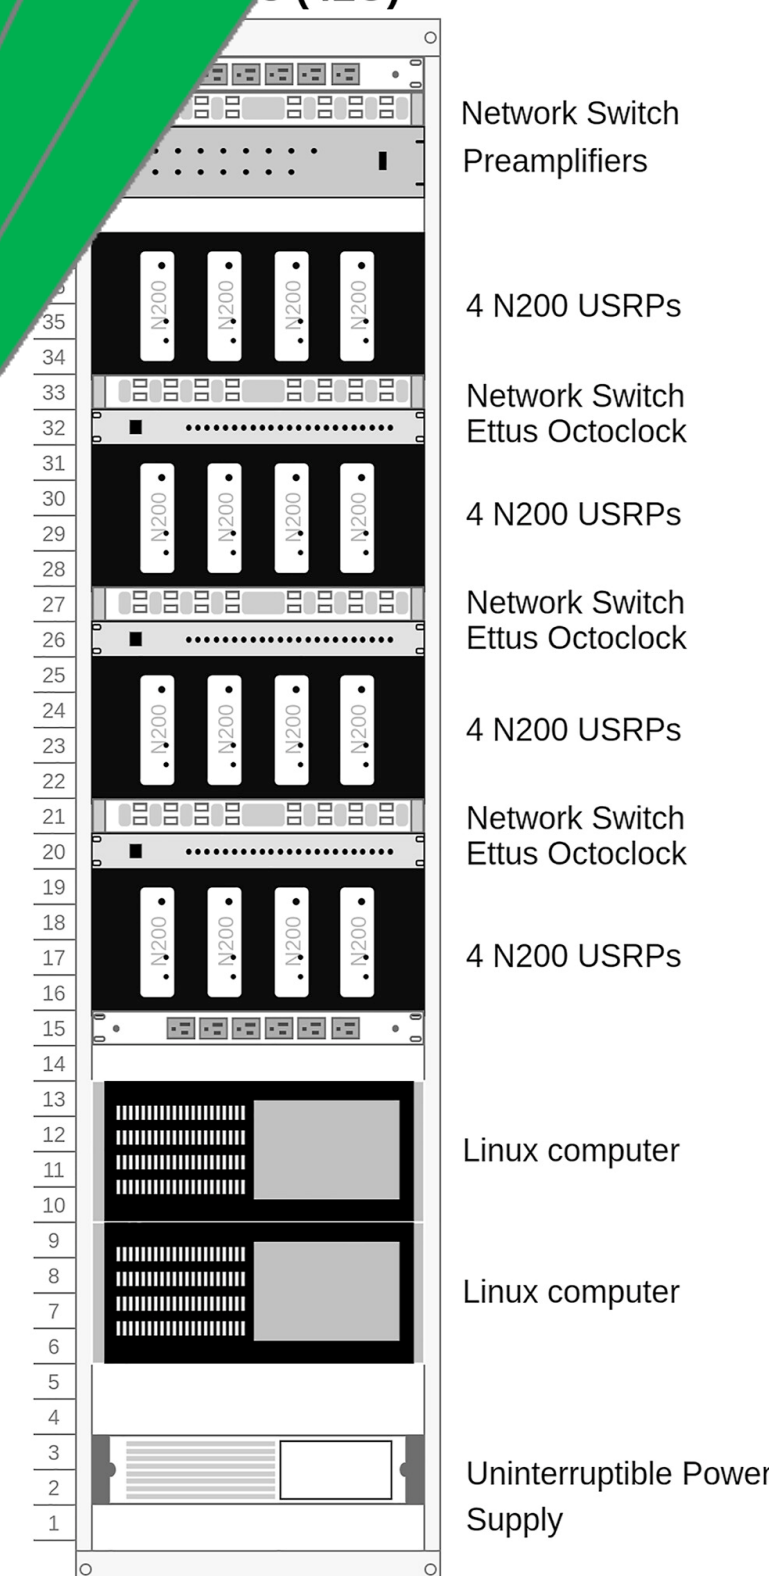 Network Switch
Preamplifiers
N200 N200 N200 N200
4 N200 USRPs
35
34
33
Network Switch
32
Ettus Octoclock
31
30
N200 N200 N200 N200
4 N200 USRPs
29
28
27
Network Switch
26
Ettus Octoclock
25
24
N200 N200 N200 N200
4 N200 USRPs
23
22
21
Network Switch
20
Ettus Octoclock
19
18
N200 N200 N200 N200
4 N200 USRPs
17
16
15
14
13
12
Linux computer
11
10
9
8
Linux computer
7
6
5
4
3
Uninterruptible Power
2
Supply
1